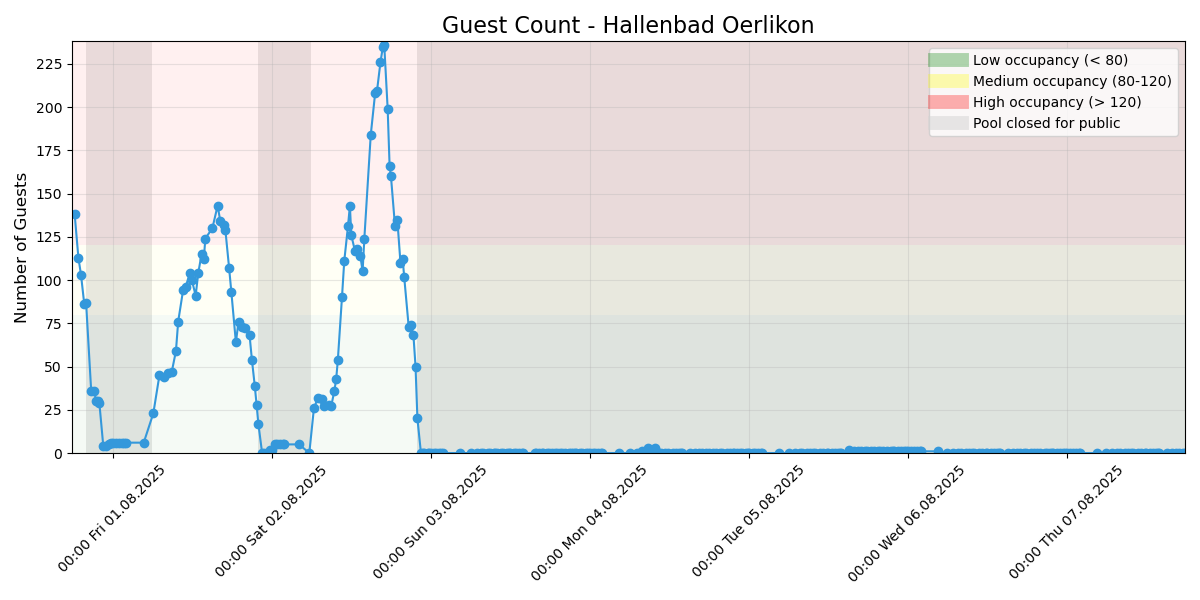 Guest Count - Hallenbad Oerlikon
Low occupancy (< 80)
Medium occupancy (80-120)
High occupancy (> 120)
Pool closed for public
Number of Guests
225
200
175
150
125
100
75
50
25
0
00:00 Fri 01.08.2025
00:00 Sat 02.08.2025
00:00 Sun 03.08.2025
00:00 Mon 04.08.2025
00:00 Tue 05.08.2025
00:00 Wed 06.08.2025
00:00 Thu 07.08.2025